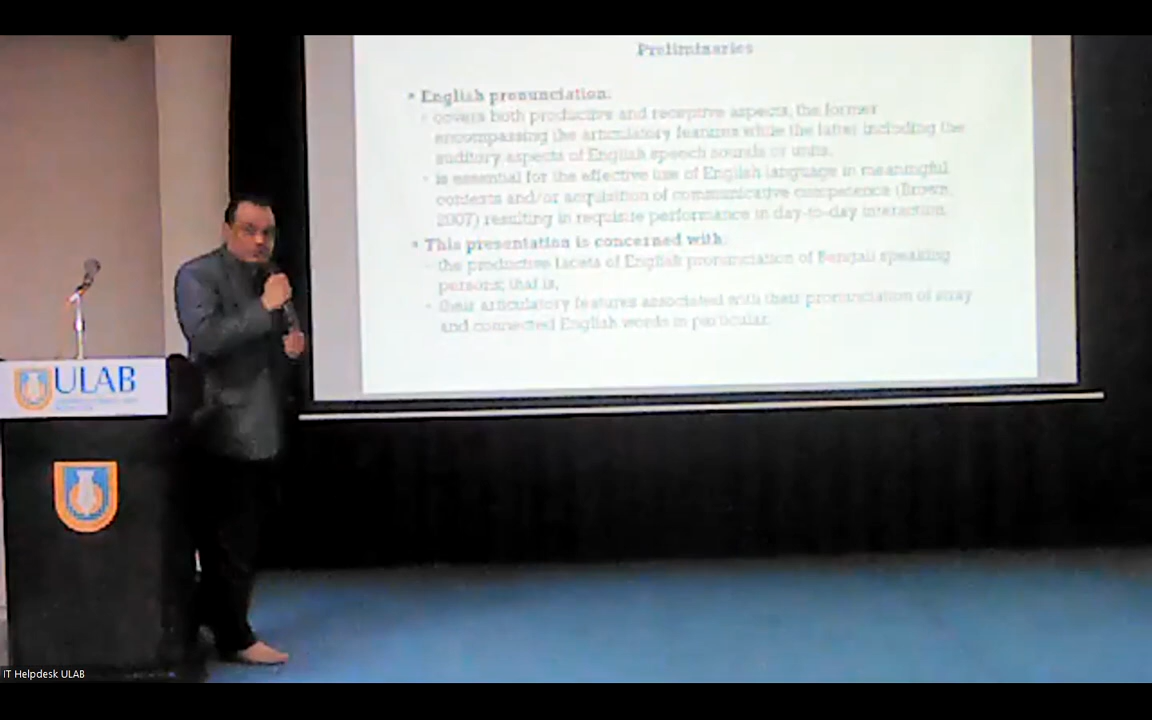 Preliminaries
• English pronunciation:
- covers both productive and receptive aspects, the former
encompassing the articulatory features while the latter including the
auditory aspects of English speech sounds or units.
- is essential for the effective use of English language in meaningful
contexts and/or acquisition of communicative competence (Brown,
2007) resulting in requisite performance in day-to-day interaction.
• This presentation is concerned with:
- the productive facets of English pronunciation of Bengali speaking
persons; that is,
- their articulatory features associated with their pronunciation of stray
and connected English words in particular.
ULAB
IT Helpdesk ULAB